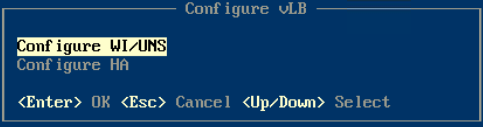 Configure vLB
Configure WI/UNS
Configure HA
<Enter> OK <Esc> Cancel <Up/Down> Select